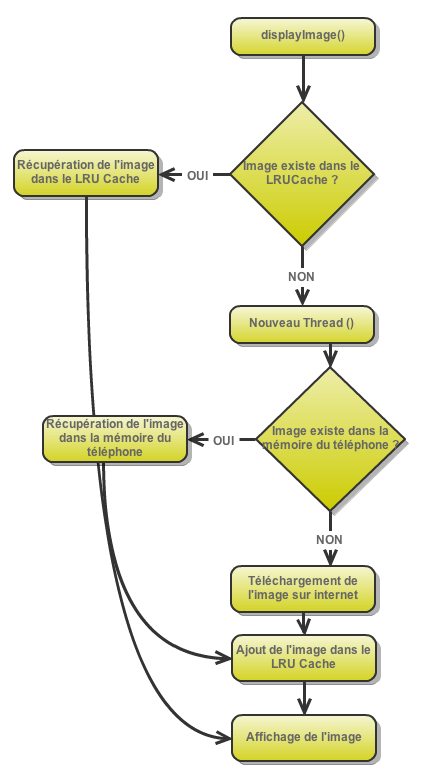 displayImage()
Image existe dans le
LRUCache ?
OUI
Récupération de l'image
dans le LRU Cache
NON
Nouveau Thread ()
Image existe dans la
mémoire du téléphone ?
OUI
Récupération de l'image
dans la mémoire du
téléphone
NON
Téléchargement de
l'image sur internet
Ajout de l'image dans le
LRU Cache
Affichage de l'image